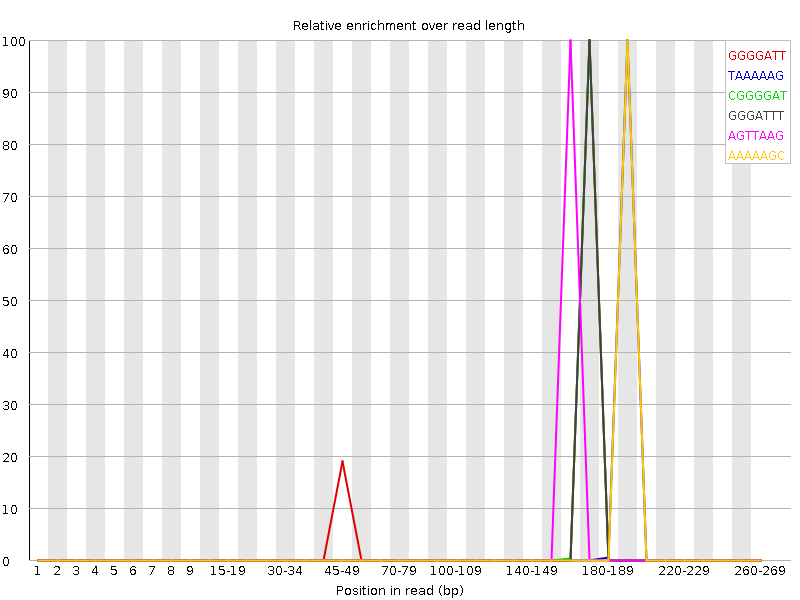 Relative enrichment over read length
100
90
80
70
60
50
40
30
20
10
0
GGGGATT
TAAAAAG
CGGGGAT
GGGATTT
AGTTAAG
AAAAAGC
1 2 3 4 5 6 7 8 9 15-19 30-34 45-49 70-79 100-109 140-149 180-189 220-229 260-269
Position in read (bp)